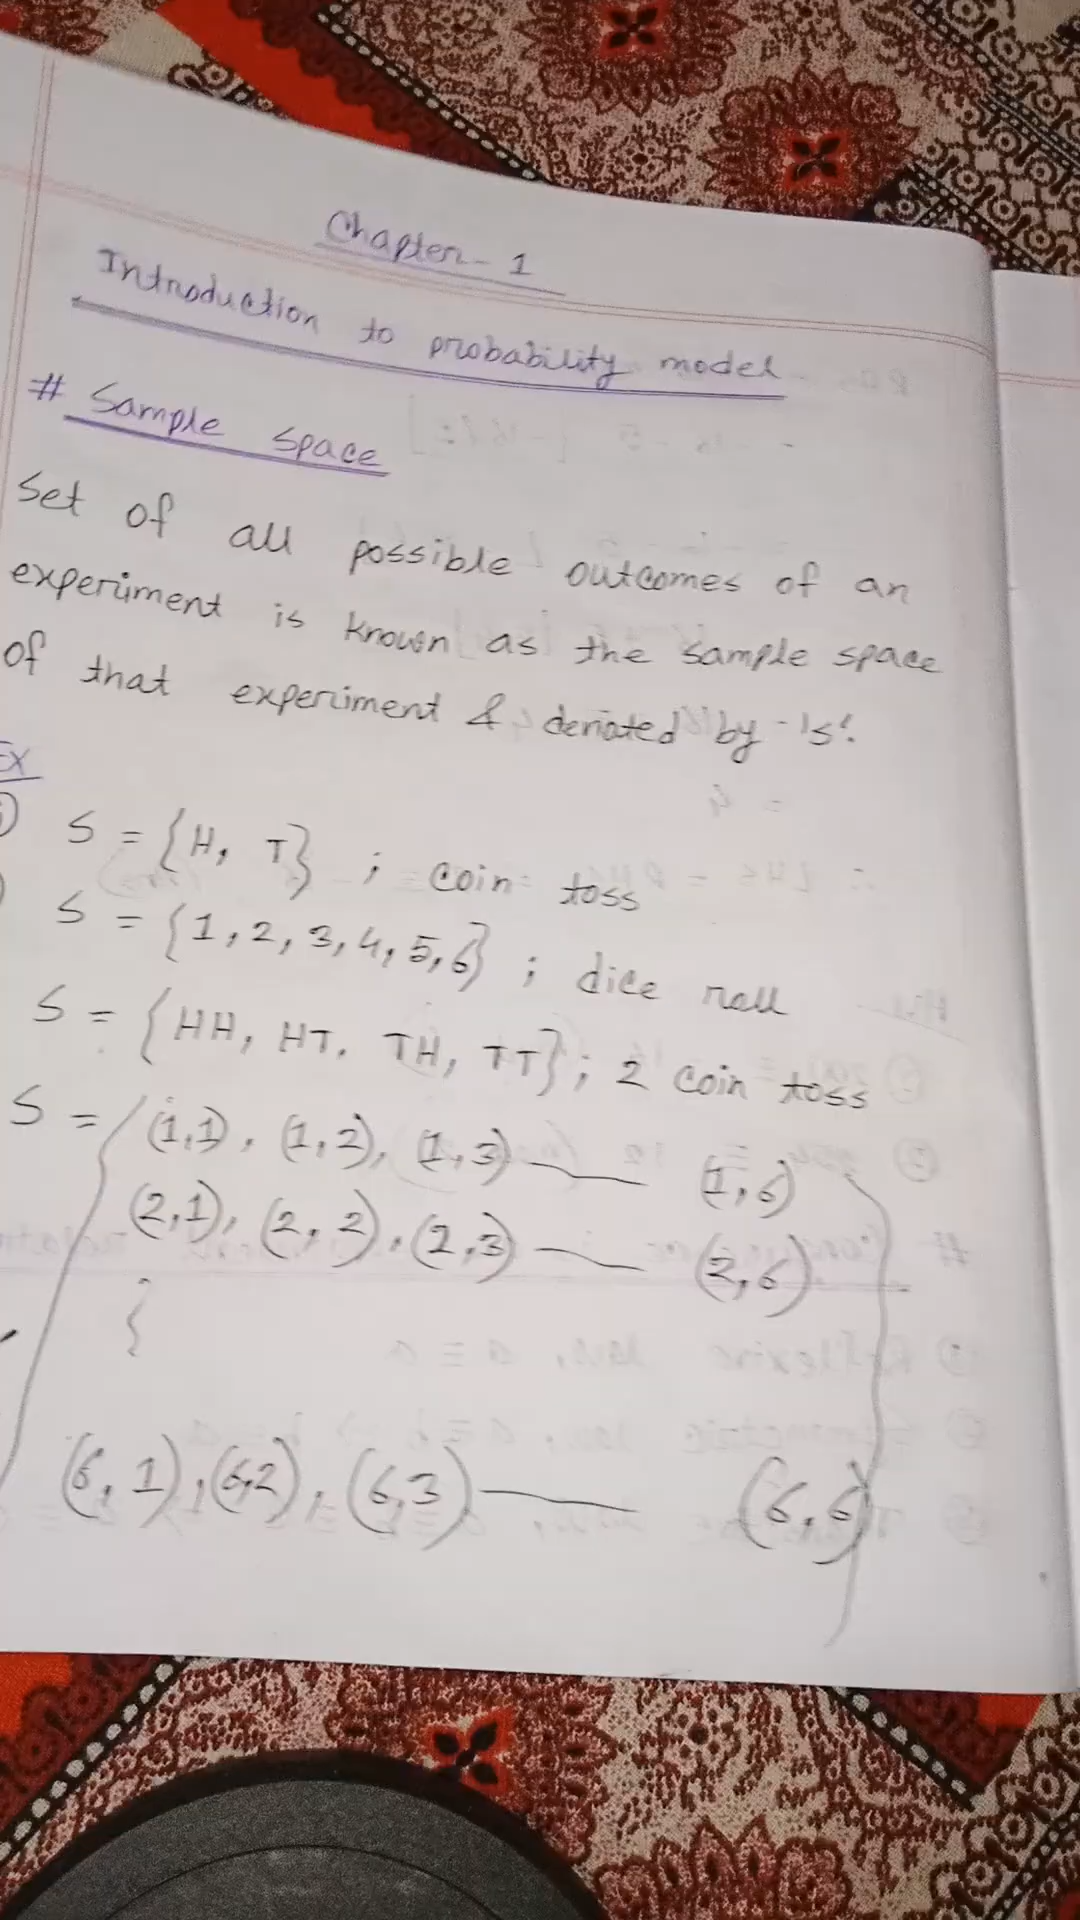 Chapter - 1
Introduction to probability model
# Sample space
Set of all possible outcomes of an
experiment is known as the sample space
of that experiment & denoted by - 's'.
Ex
S = {H, T} ; coin toss
S = {1, 2, 3, 4, 5, 6} ; dice roll
S = {HH, HT, TH, TT} ; 2 coin toss
S = (1,1), (1,2), (1,3) — (1,6)
(2,1), (2,2), (2,3) — (2,6)
{
(6,1), (6,2), (6,3) — (6,6)